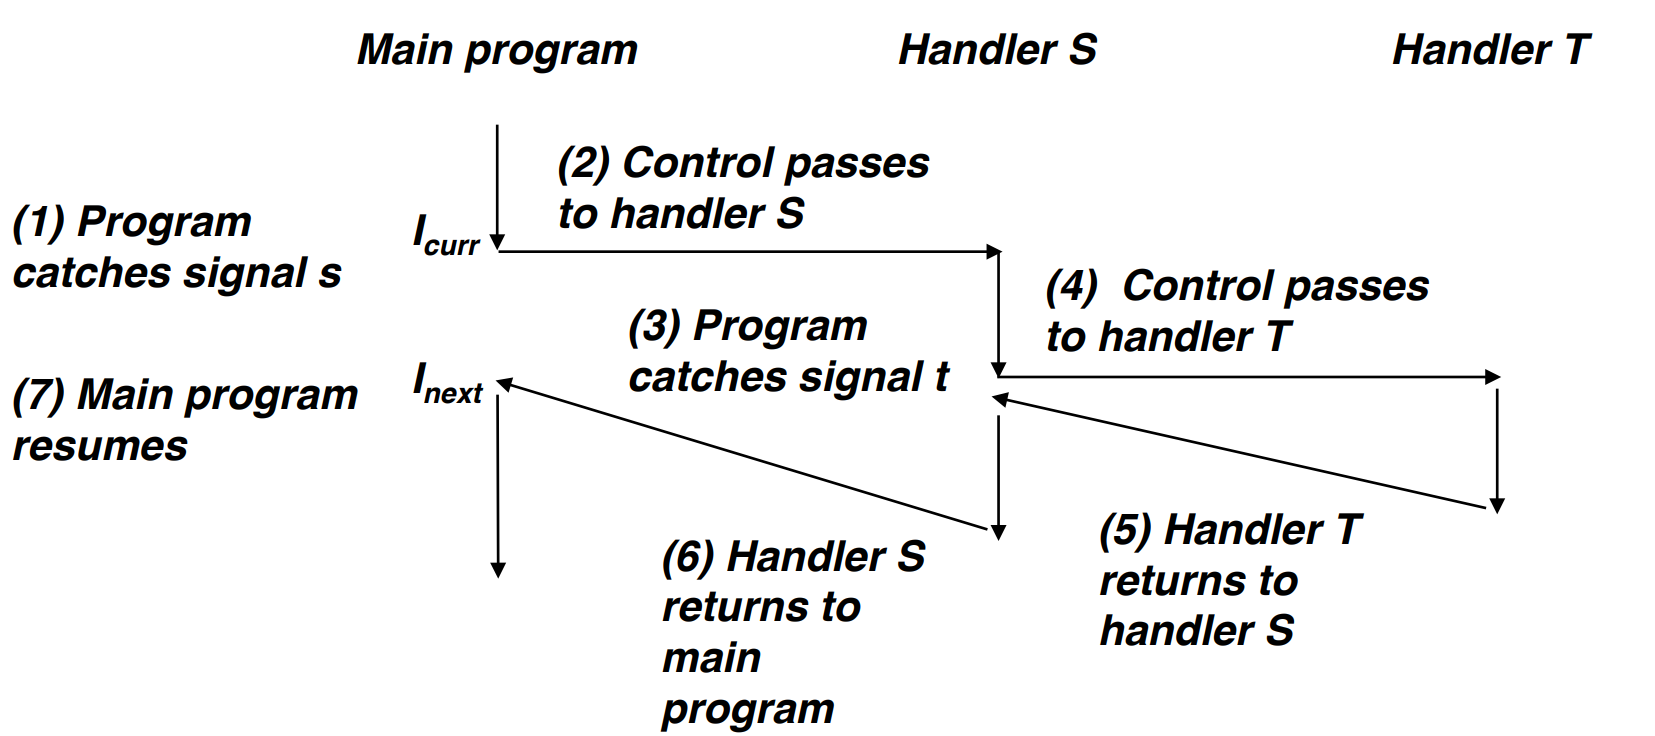 Main program
Handler S
Handler T
(1) Program
catches signal s
I curr
(2) Control passes
to handler S
(3) Program
catches signal t
(4) Control passes
to handler T
(5) Handler T
returns to
handler S
(6) Handler S
returns to
main
program
(7) Main program
resumes
I next